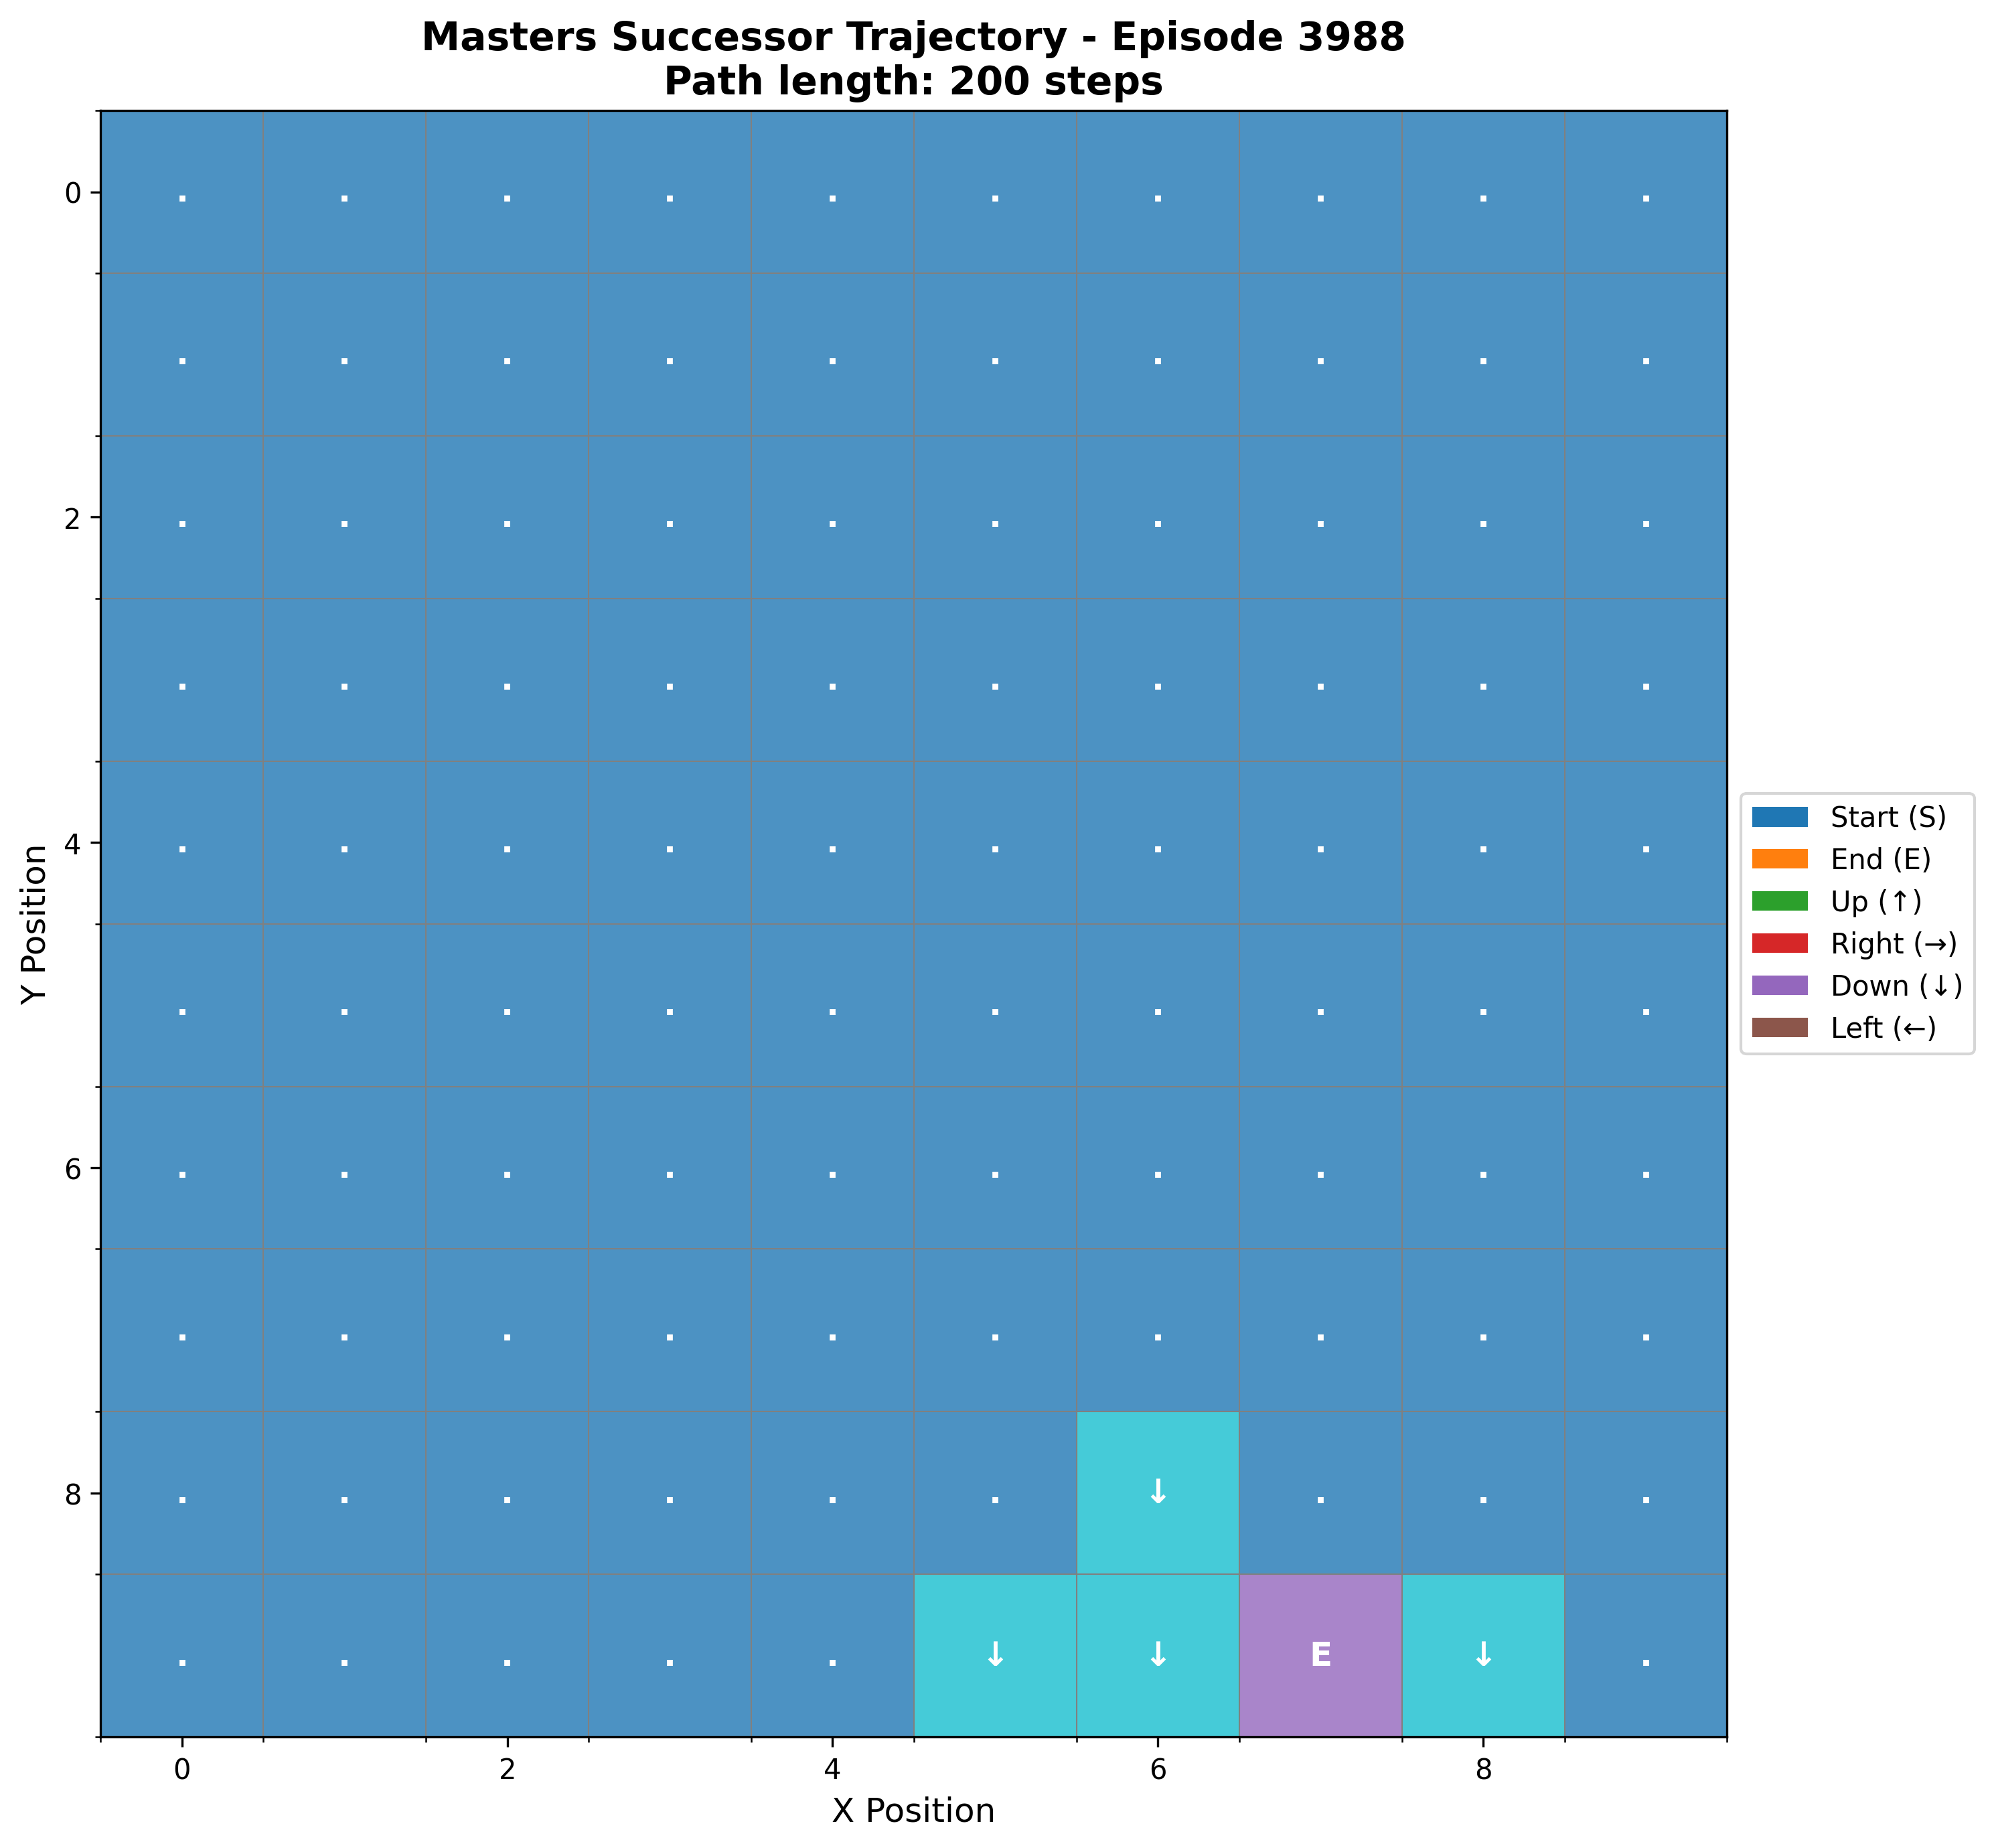 Masters Successor Trajectory - Episode 3988
Path length: 200 steps
0
2
4
6
8
Y Position
↓
↓ ↓ E ↓
0 2 4 6 8
X Position
Start (S)
End (E)
Up (↑)
Right (→)
Down (↓)
Left (←)